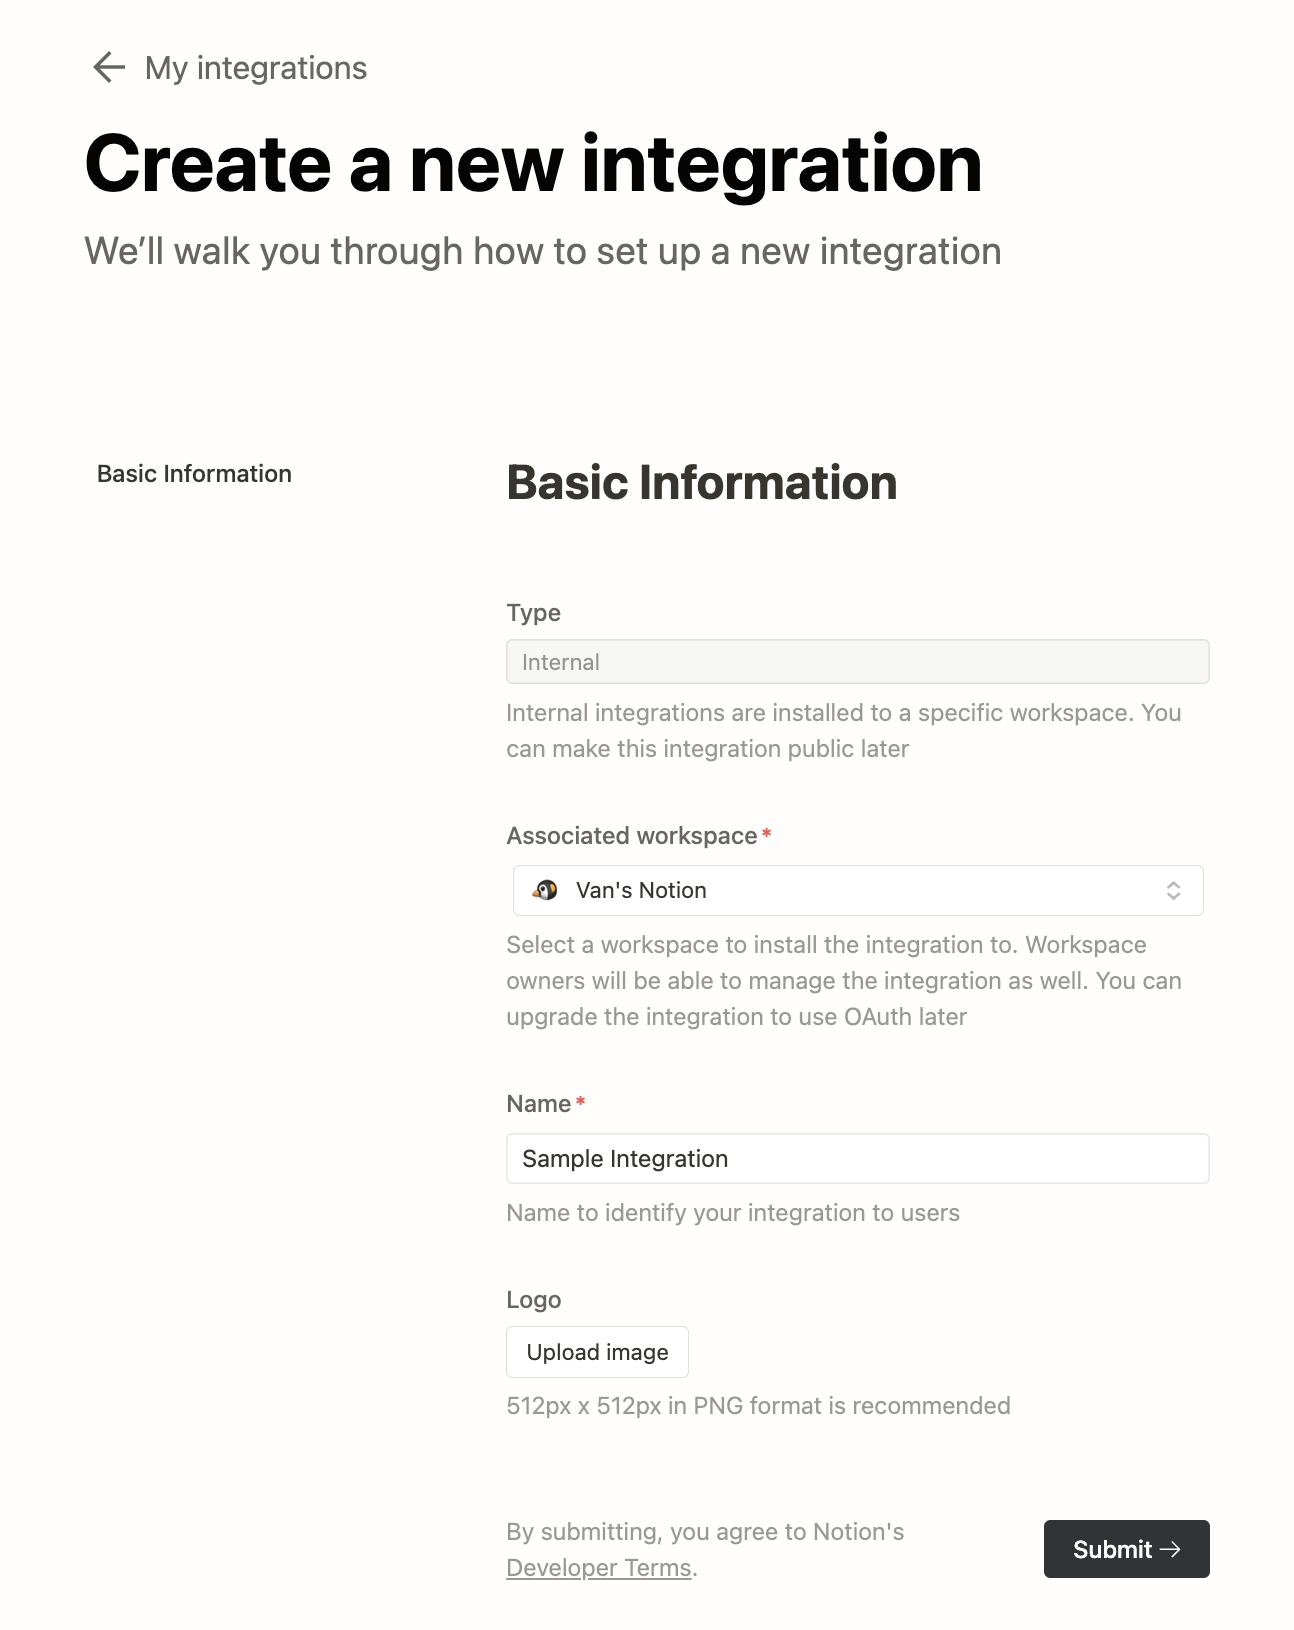 My integrations
Create a new integration
We’ll walk you through how to set up a new integration
Basic Information
Basic Information
Type
Internal
Internal integrations are installed to a specific workspace. You
can make this integration public later
Associated workspace*
Van's Notion
Select a workspace to install the integration to. Workspace
owners will be able to manage the integration as well. You can
upgrade the integration to use OAuth later
Name*
Sample Integration
Name to identify your integration to users
Logo
Upload image
512px x 512px in PNG format is recommended
By submitting, you agree to Notion's
Developer Terms.
Submit →